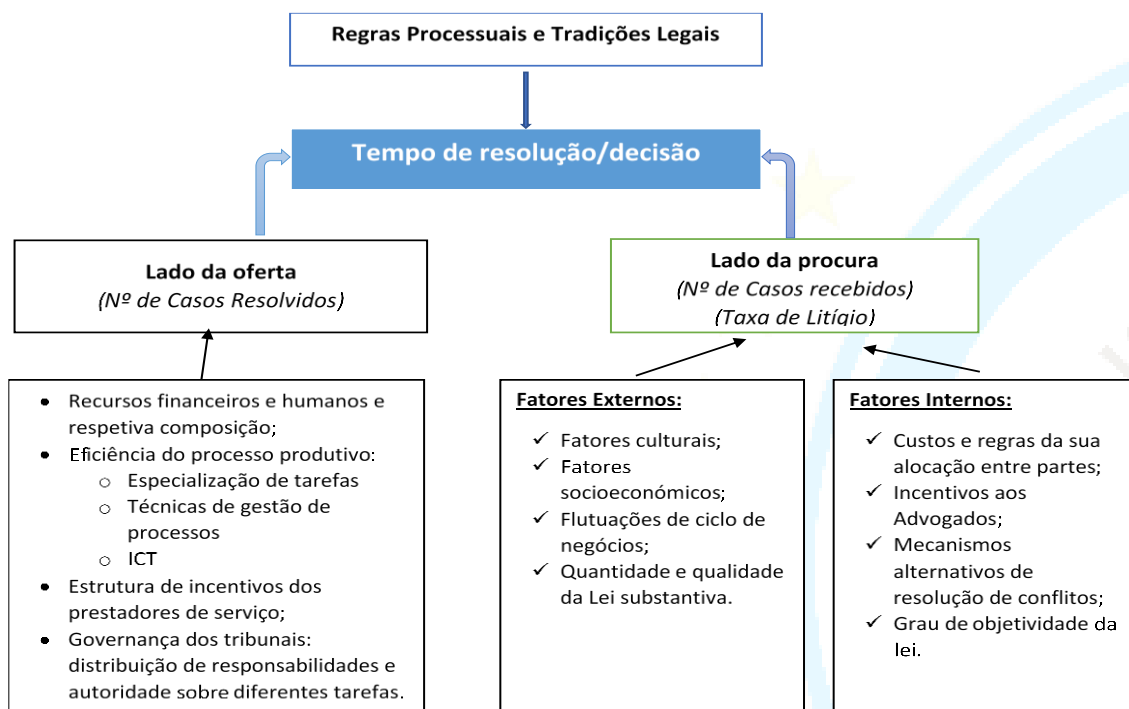 Regras Processuais e Tradições Legais
Tempo de resolução/decisão
Lado da oferta
(Nº de Casos Resolvidos)
Lado da procura
(Nº de Casos recebidos)
(Taxa de Litígio)
• Recursos financeiros e humanos e
respetiva composição;
• Eficiência do processo produtivo:
o Especialização de tarefas
o Técnicas de gestão de
processos
o ICT
• Estrutura de incentivos dos
prestadores de serviço;
• Governança dos tribunais:
distribuição de responsabilidades e
autoridade sobre diferentes tarefas.
Fatores Externos:
✓ Fatores culturais;
✓ Fatores
socioeconómicos;
✓ Flutuações de ciclo de
negócios;
✓ Quantidade e qualidade
da Lei substantiva.
Fatores Internos:
✓ Custos e regras da sua
alocação entre partes;
✓ Incentivos aos
Advogados;
✓ Mecanismos
alternativos de
resolução de conflitos;
✓ Grau de objetividade da
lei.